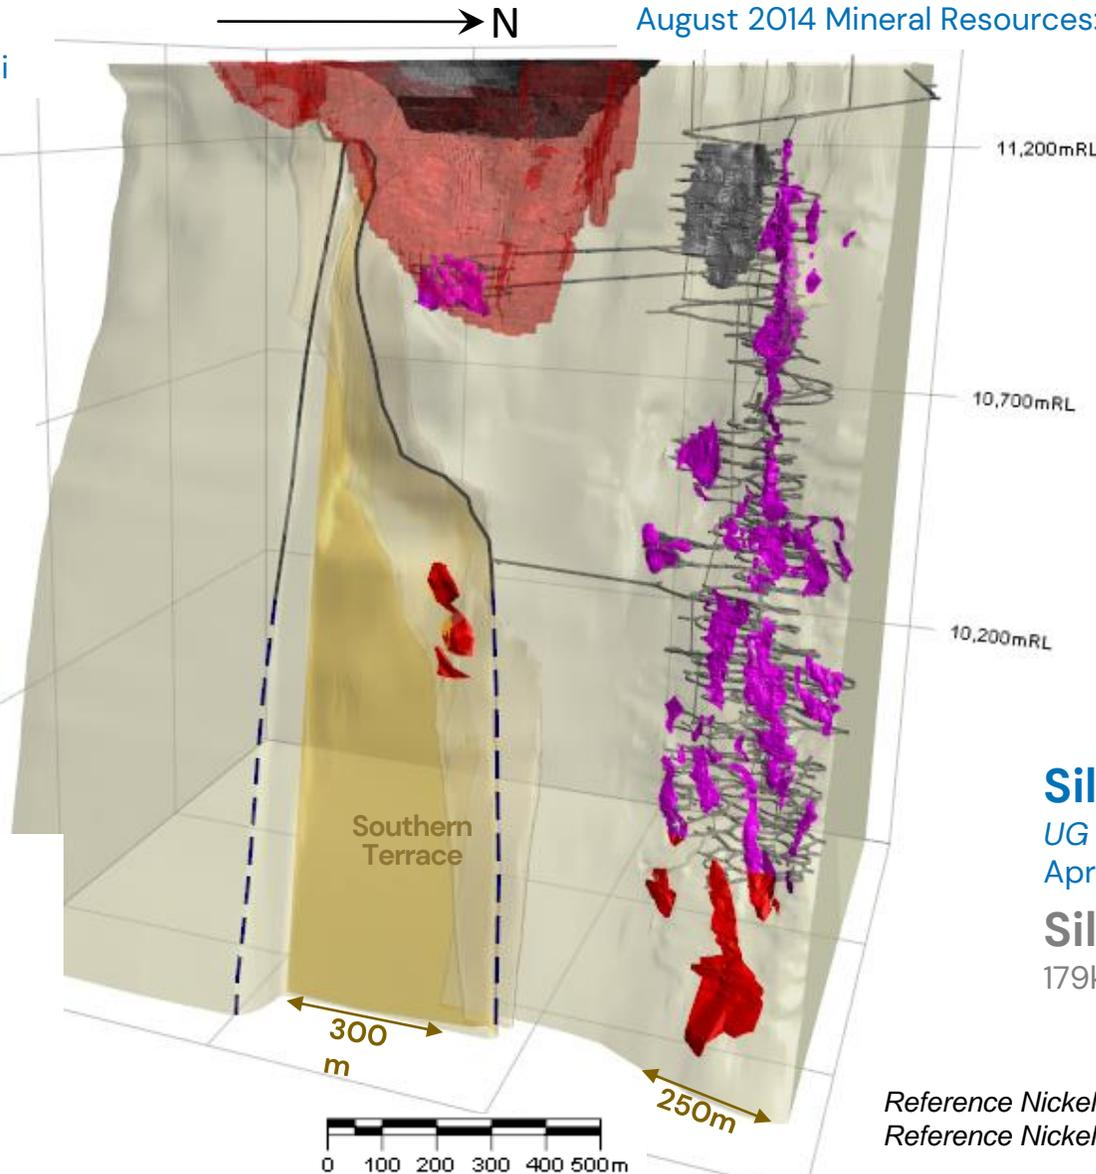 N
August 2014 Mineral Resources:
i
11,200mRL
10,700mRL
10,200mRL
Southern
Terrace
Sil
UG
Apr
Sil
179k
300
m
250m
Reference Nickel
Reference Nickel
0 100 200 300 400 500m